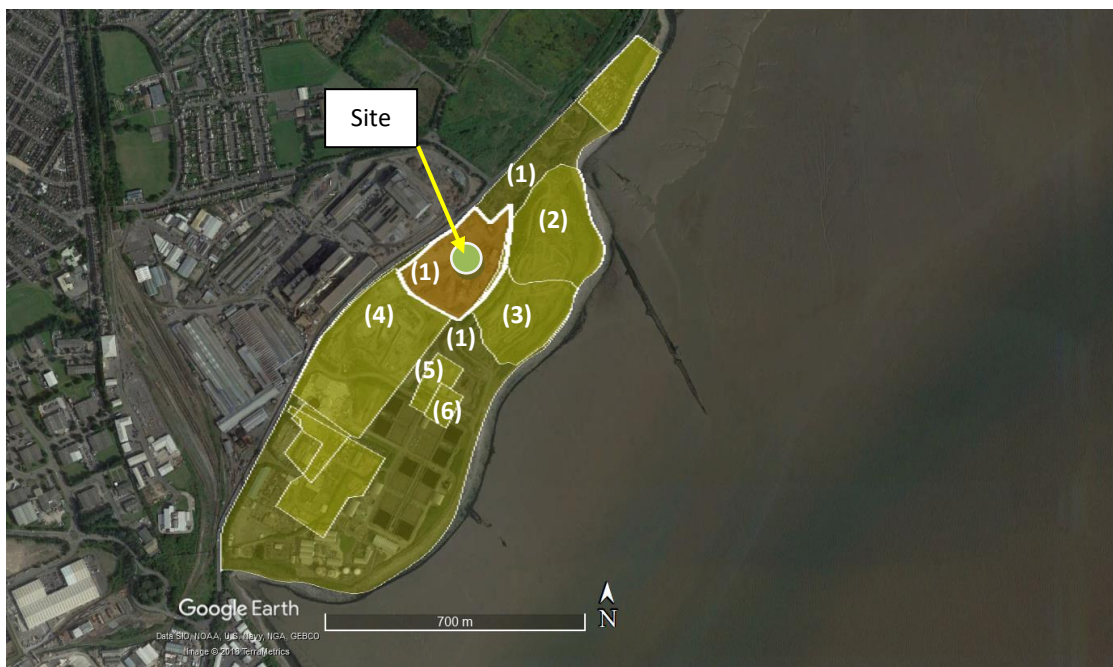 Site
(1)
(2)
(1)
(4)
(3)
(1)
(5)
(6)
Google Earth
700 m
N
Data SIO, NOAA, U.S. Navy, NGA, GEBCO
Image © 2018 TerraMetrics